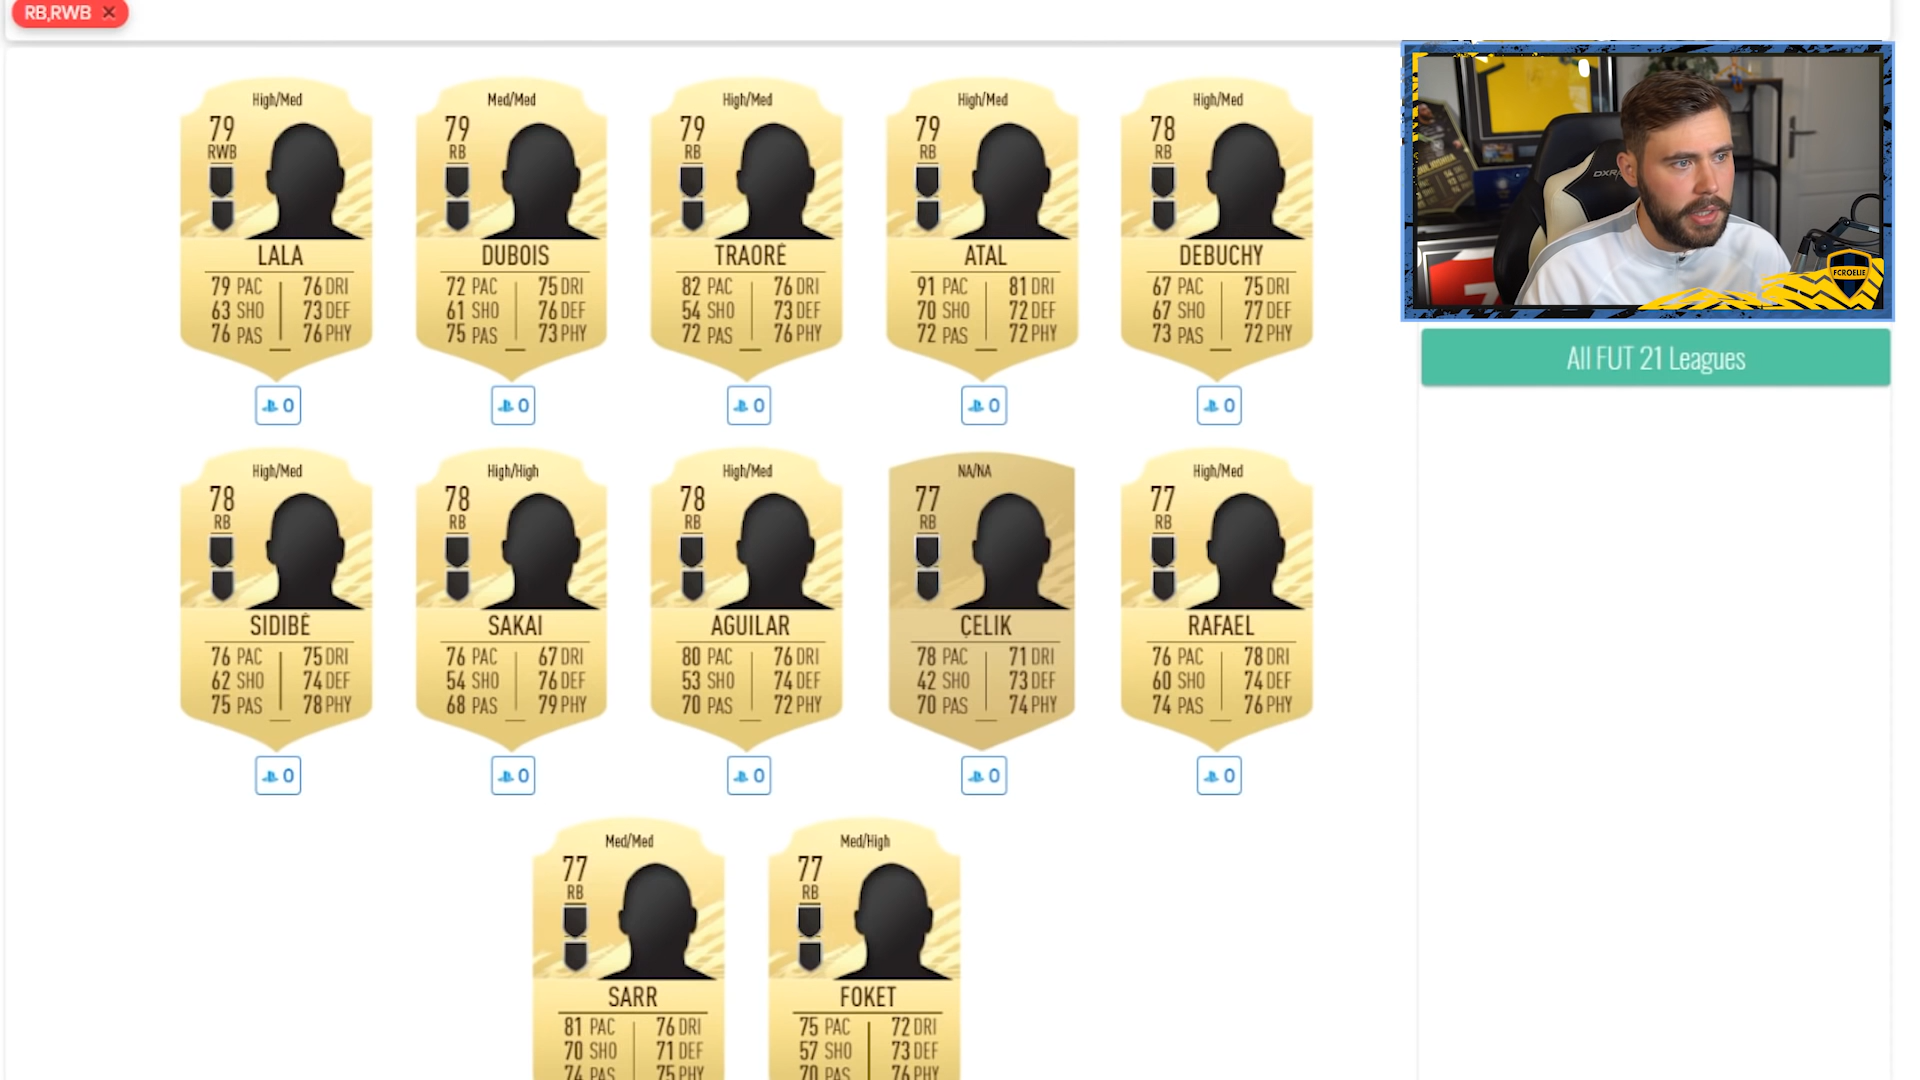 RB,RWB ✕
High/Med
79
RWB
LALA
79 PAC 76 DRI
63 SHO 73 DEF
76 PAS 76 PHY
0
Med/Med
79
RB
DUBOIS
72 PAC 75 DRI
61 SHO 76 DEF
75 PAS 73 PHY
0
High/Med
79
RB
TRAORÉ
82 PAC 76 DRI
54 SHO 73 DEF
72 PAS 76 PHY
0
High/Med
79
RB
ATAL
91 PAC 81 DRI
70 SHO 72 DEF
72 PAS 72 PHY
0
High/Med
78
RB
DEBUCHY
67 PAC 75 DRI
67 SHO 77 DEF
73 PAS 72 PHY
0
DXR
FCROELIE
All FUT 21 Leagues
High/Med
78
RB
SIDIBÉ
76 PAC 75 DRI
62 SHO 74 DEF
75 PAS 78 PHY
0
High/High
78
RB
SAKAI
76 PAC 67 DRI
54 SHO 76 DEF
68 PAS 79 PHY
0
High/Med
78
RB
AGUILAR
80 PAC 76 DRI
53 SHO 74 DEF
70 PAS 72 PHY
0
NA/NA
77
RB
ÇELIK
78 PAC 71 DRI
42 SHO 73 DEF
70 PAS 74 PHY
0
High/Med
77
RB
RAFAEL
76 PAC 78 DRI
60 SHO 74 DEF
74 PAS 76 PHY
0
Med/Med
77
RB
SARR
81 PAC 76 DRI
70 SHO 71 DEF
74 PAS 75 PHY
Med/High
77
RB
FOKET
75 PAC 72 DRI
57 SHO 73 DEF
70 PAS 76 PHY